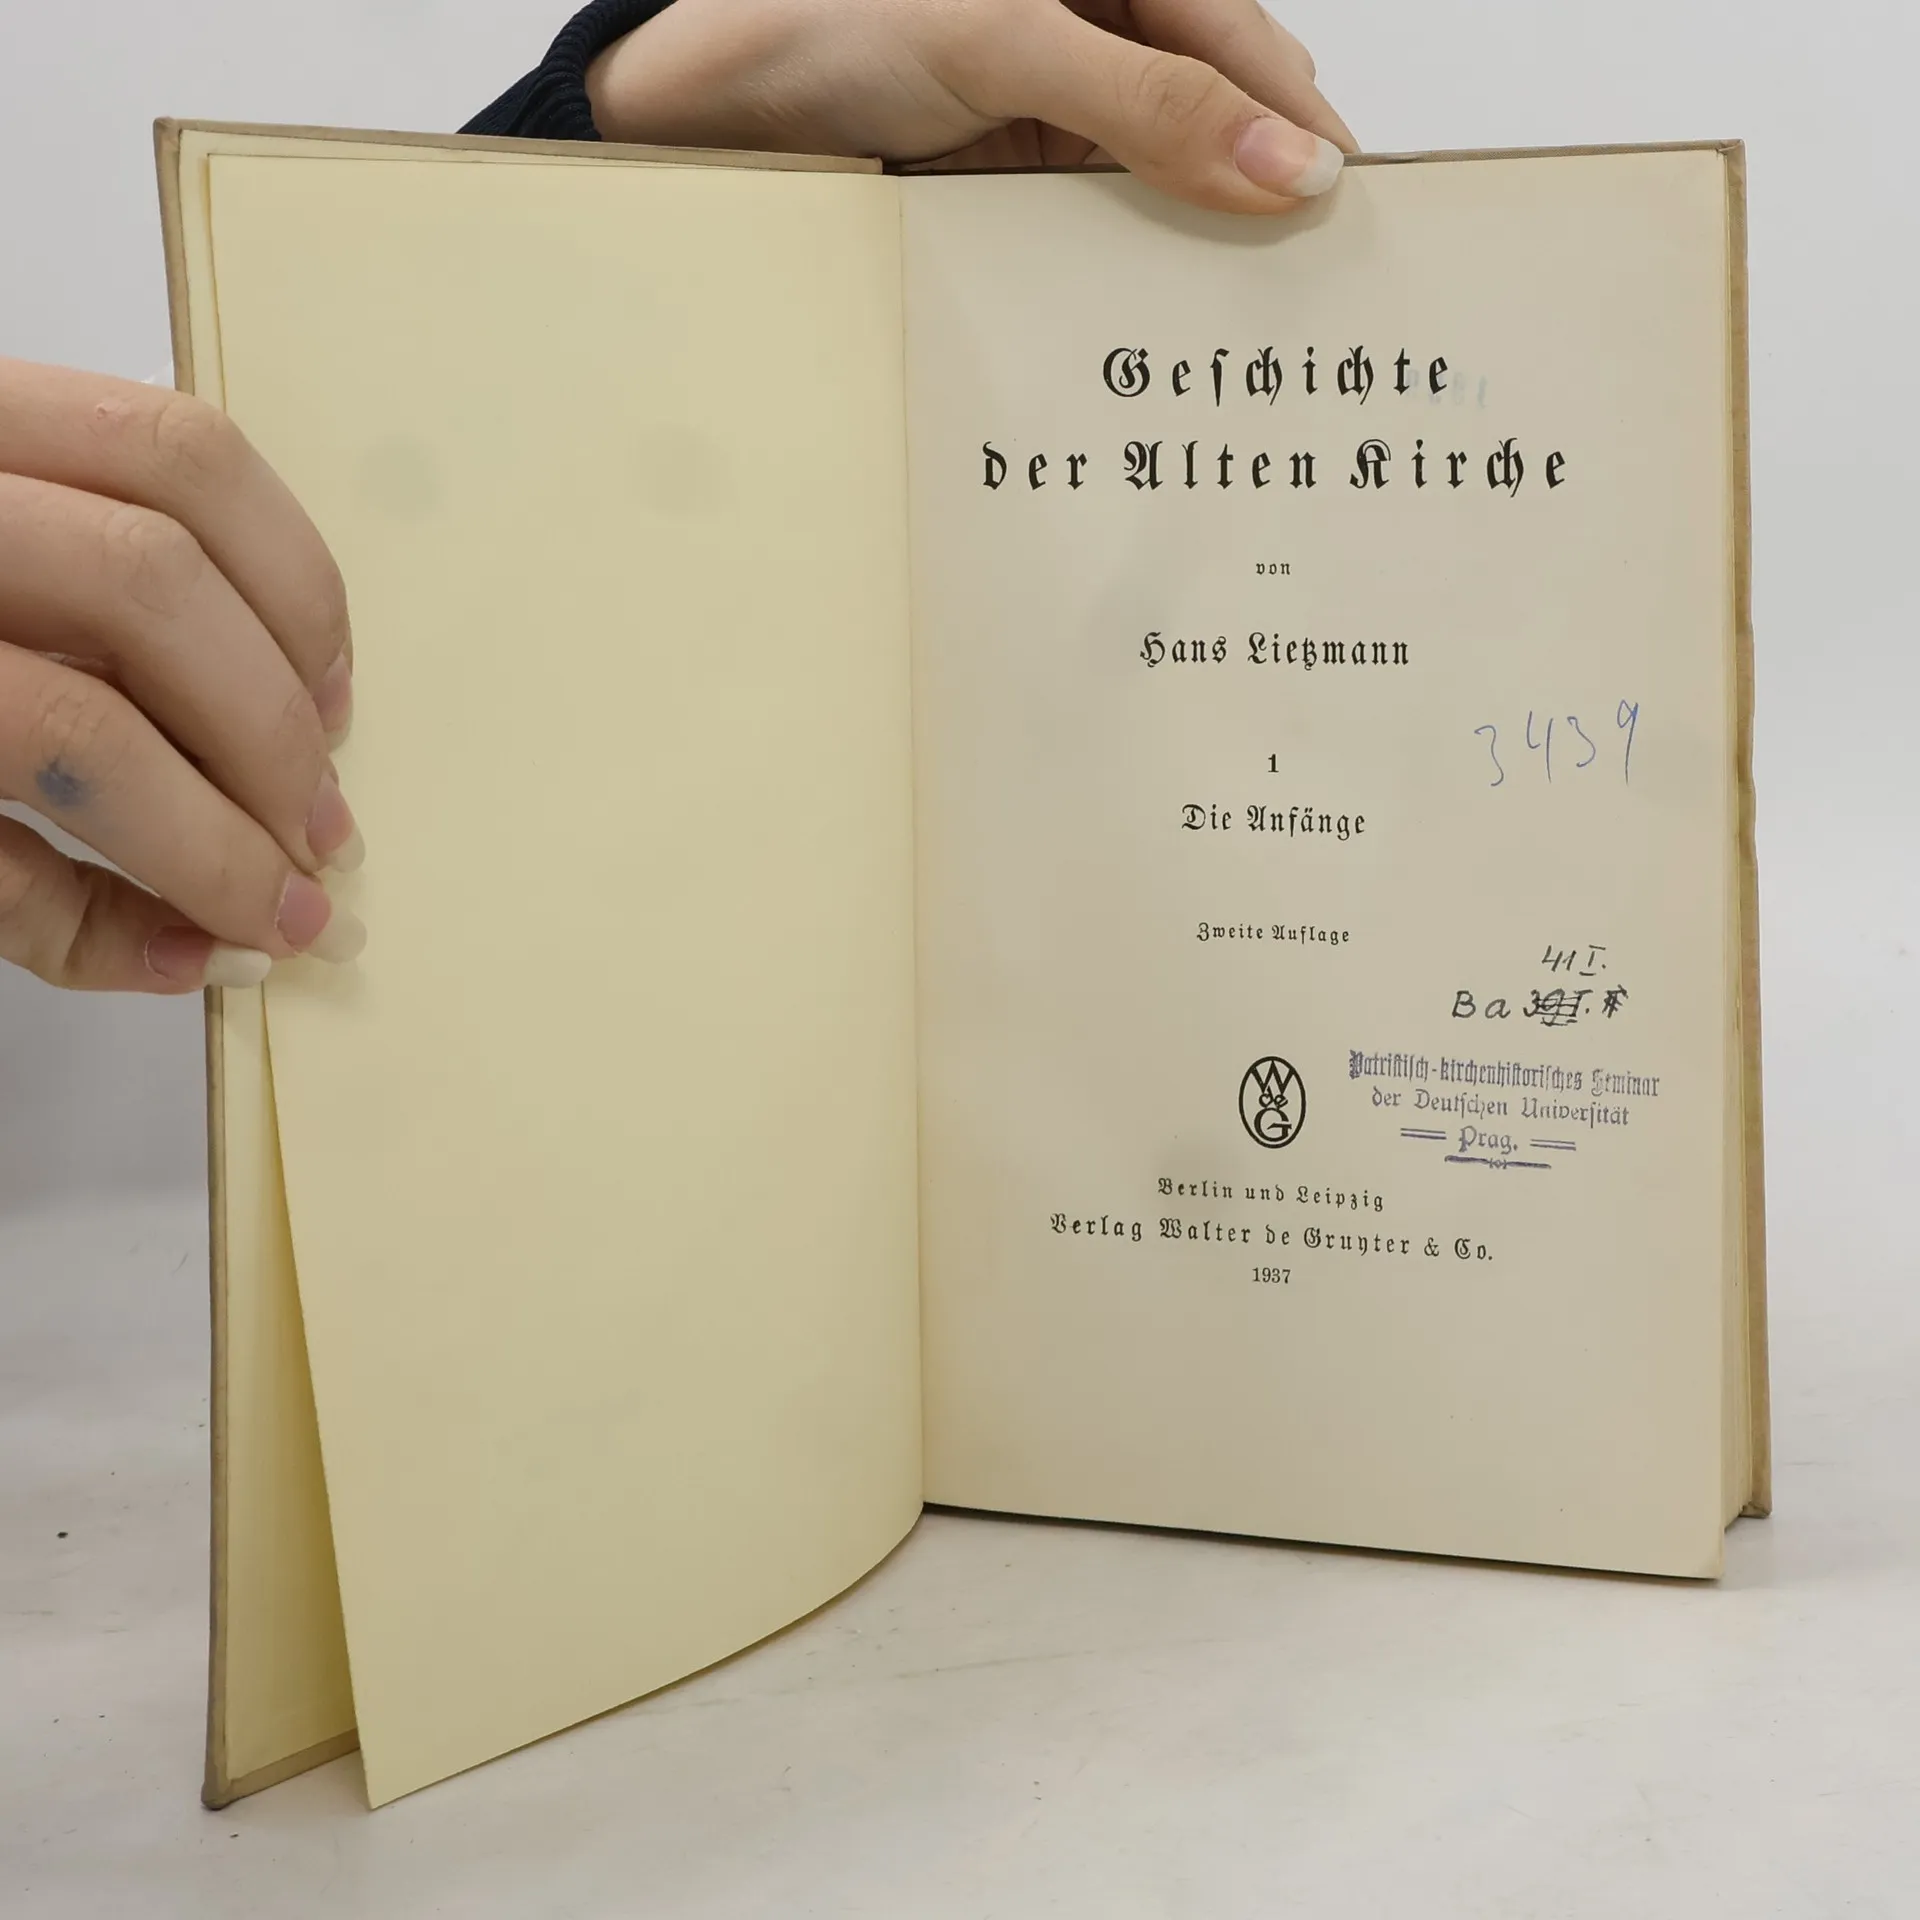 Geſchichte
der Alten Kirche
von
Hans Lietzmann
3439
1
Die Anfänge
Zweite Auflage
41 I.
Ba
W
de
G
Patriſtiſch-kirchenhiſtoriſches Seminar
der Deutſchen Univerſität
Prag.
Berlin und Leipzig
Verlag Walter de Gruyter & Co.
1937